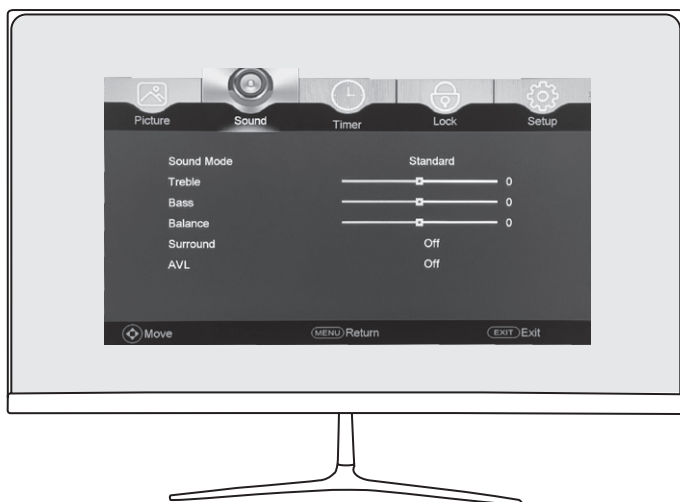 Picture Sound Timer Lock Setup
Sound Mode Standard
Treble 0
Bass 0
Balance 0
Surround Off
AVL Off
Move MENU Return EXIT Exit